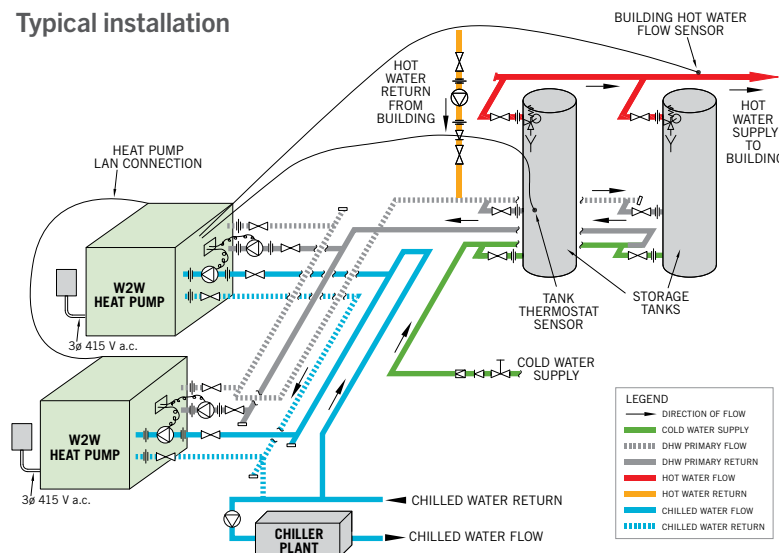 Typical installation
BUILDING HOT WATER
FLOW SENSOR
HOT
WATER
RETURN
FROM
BUILDING
HOT
WATER
SUPPLY
TO
BUILDING
HEAT PUMP
LAN CONNECTION
W2W
HEAT PUMP
3ø 415 V a.c.
TANK
THERMOSTAT
SENSOR
STORAGE
TANKS
COLD WATER
SUPPLY
W2W
HEAT PUMP
3ø 415 V a.c.
CHILLED WATER RETURN
CHILLER
PLANT
CHILLED WATER FLOW
LEGEND
DIRECTION OF FLOW
COLD WATER SUPPLY
DHW PRIMARY FLOW
DHW PRIMARY RETURN
HOT WATER FLOW
HOT WATER RETURN
CHILLED WATER FLOW
CHILLED WATER RETURN